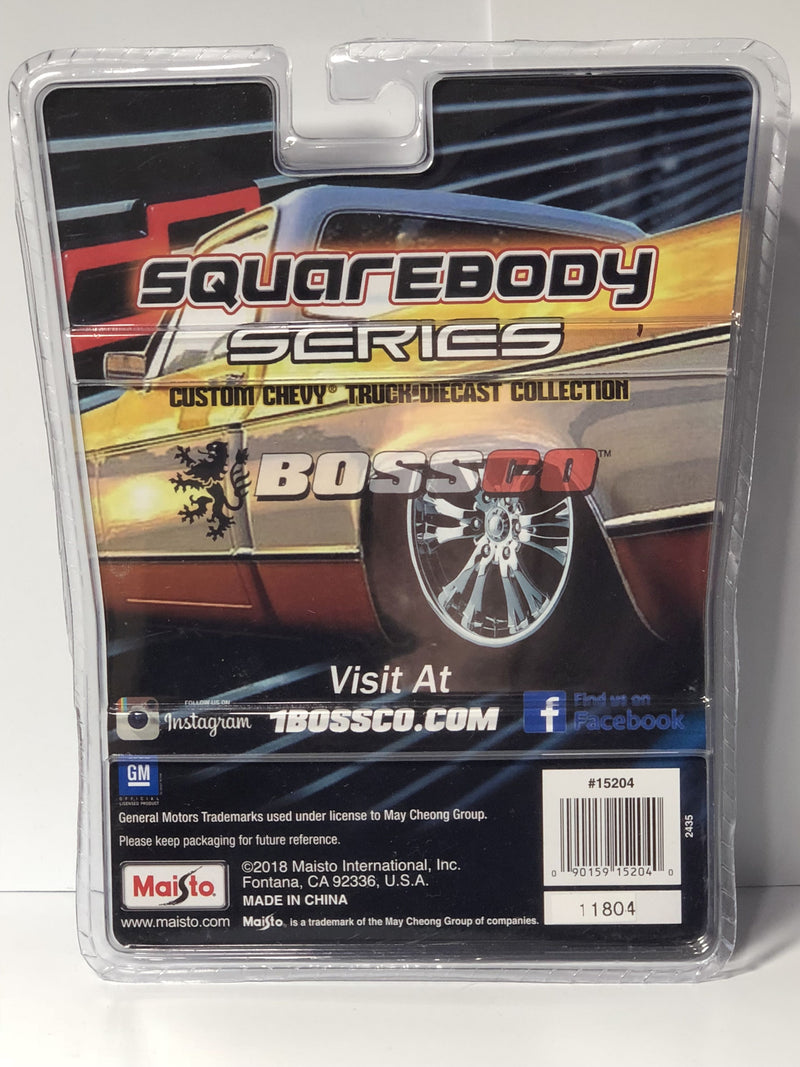 SQUAREBODY
SERIES
CUSTOM CHEVY® TRUCK DIECAST COLLECTION
BOSSCO™
Visit At
FOLLOW US ON
Instagram
1BOSSCO.COM
f
Find us on
Facebook
GM
OFFICIAL
LICENSED PRODUCT
General Motors Trademarks used under license to May Cheong Group.
Please keep packaging for future reference.
Maisto
www.maisto.com
©2018 Maisto International, Inc.
Fontana, CA 92336, U.S.A.
MADE IN CHINA
Maisto is a trademark of the May Cheong Group of companies.
#15204
0 90159 15204 0
2435
11804